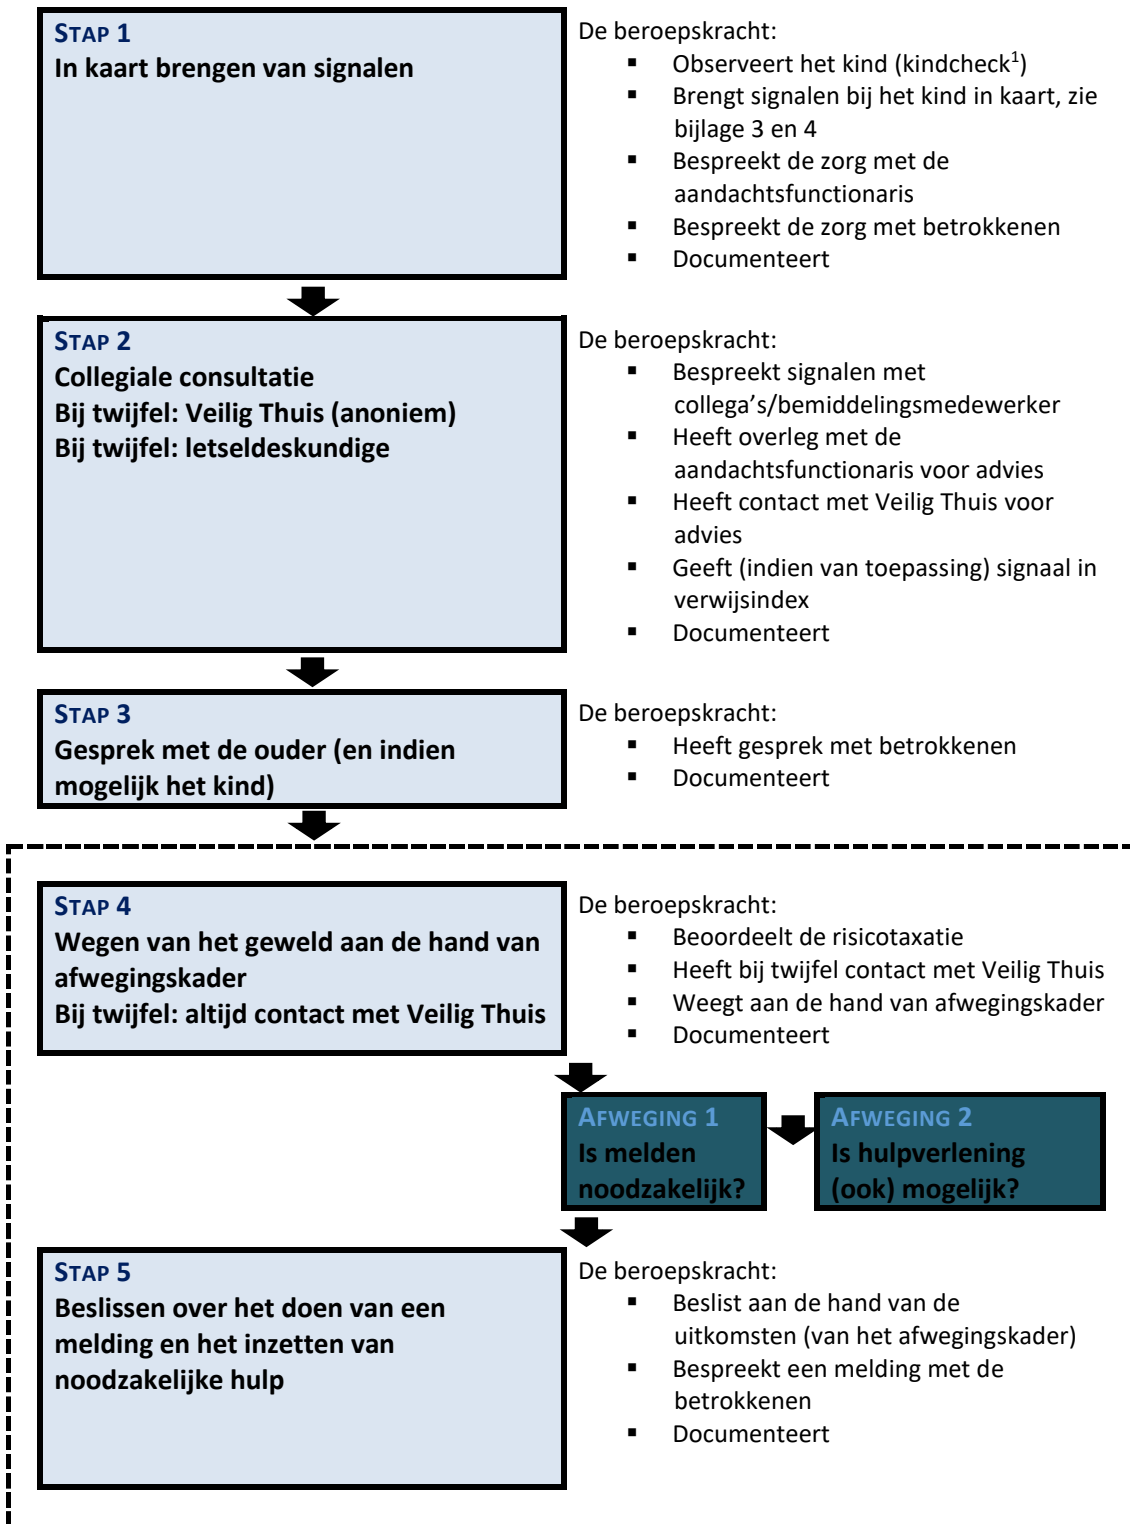 STAP 1
In kaart brengen van signalen
De beroepskracht:
▪ Observeert het kind (kindcheck¹)
▪ Brengt signalen bij het kind in kaart, zie
bijlage 3 en 4
▪ Bespreekt de zorg met de
aandachtsfunctionaris
▪ Bespreekt de zorg met betrokkenen
▪ Documenteert
STAP 2
Collegiale consultatie
Bij twijfel: Veilig Thuis (anoniem)
Bij twijfel: letseldeskundige
De beroepskracht:
▪ Bespreekt signalen met
collega’s/bemiddelingsmedewerker
▪ Heeft overleg met de
aandachtsfunctionaris voor advies
▪ Heeft contact met Veilig Thuis voor
advies
▪ Geeft (indien van toepassing) signaal in
verwijsindex
▪ Documenteert
STAP 3
Gesprek met de ouder (en indien
mogelijk het kind)
De beroepskracht:
▪ Heeft gesprek met betrokkenen
▪ Documenteert
STAP 4
Wegen van het geweld aan de hand van
afwegingskader
Bij twijfel: altijd contact met Veilig Thuis
De beroepskracht:
▪ Beoordeelt de risicotaxatie
▪ Heeft bij twijfel contact met Veilig Thuis
▪ Weegt aan de hand van afwegingskader
▪ Documenteert
AFWEGING 1
Is melden
noodzakelijk?
AFWEGING 2
Is hulpverlening
(ook) mogelijk?
STAP 5
Beslissen over het doen van een
melding en het inzetten van
noodzakelijke hulp
De beroepskracht:
▪ Beslist aan de hand van de
uitkomsten (van het afwegingskader)
▪ Bespreekt een melding met de
betrokkenen
▪ Documenteert